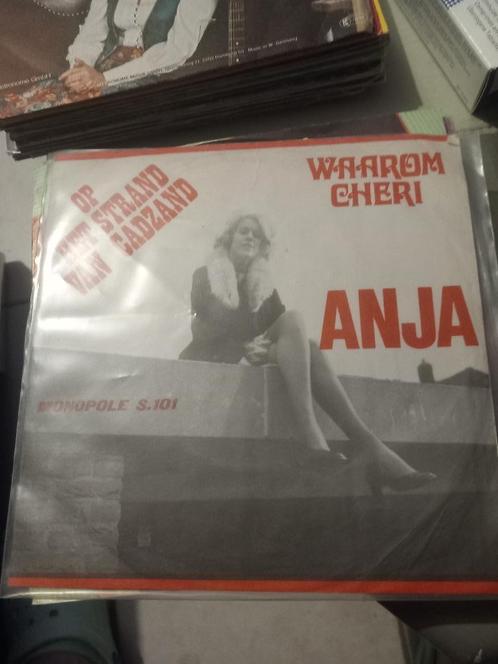 OP
HET STRAND
VAN CADZAND
WAAROM
CHERI
ANJA
MONOPOLE S.101